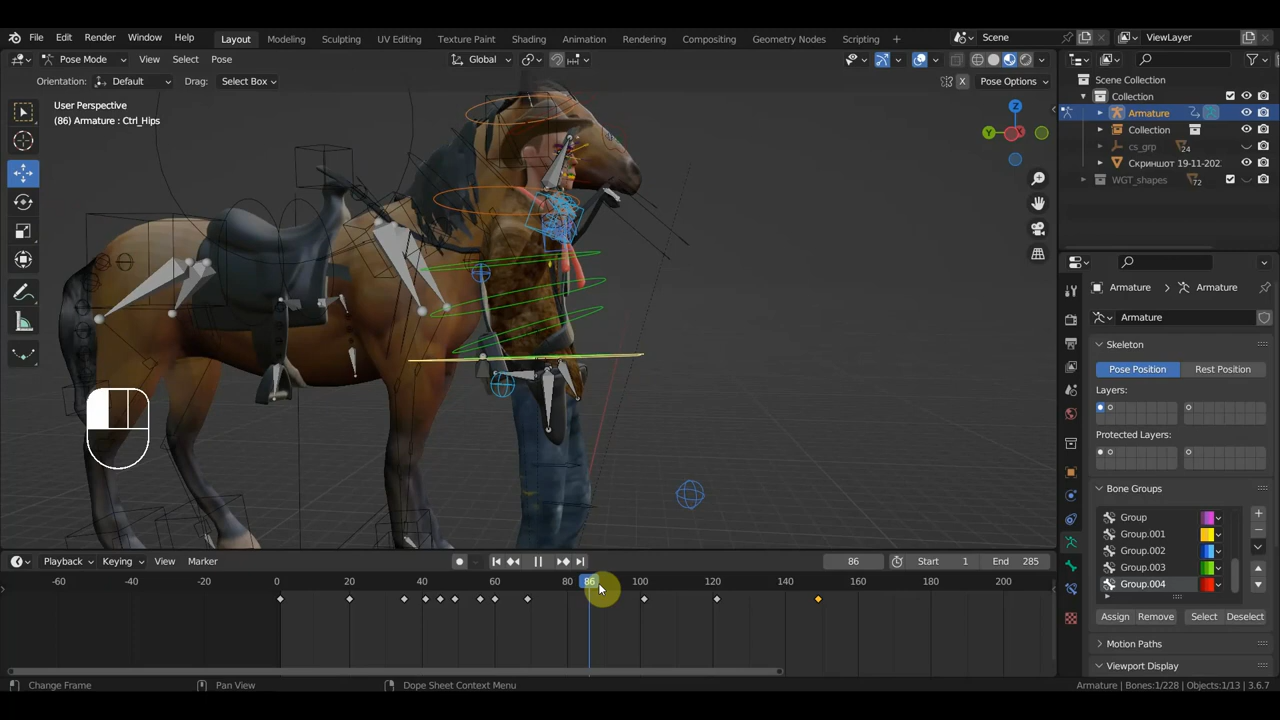 File Edit Render Window Help Layout Modeling Sculpting UV Editing Texture Paint Shading Animation Rendering Compositing Geometry Nodes Scripting + Scene ViewLayer
Pose Mode View Select Pose Global
Orientation: Default Drag: Select Box X Pose Options
User Perspective
(86) Armature : Ctrl_Hips
Z
Y
X
Scene Collection
Collection
Armature
Collection
cs_grp 24
Скриншот 19-11-202
WGT_shapes 72
Armature Armature
Armature
Skeleton
Pose Position Rest Position
Layers:
Protected Layers:
Bone Groups
Group
Group.001
Group.002
Group.003
Group.004
Assign Remove Select Deselect
Motion Paths
Viewport Display
Playback Keying View Marker 86 Start 1 End 285
-60 -40 -20 0 20 40 60 80 86 100 120 140 160 180 200
Change Frame Pan View Dope Sheet Context Menu Armature | Bones:1/228 | Objects:1/13 | 3.6.7